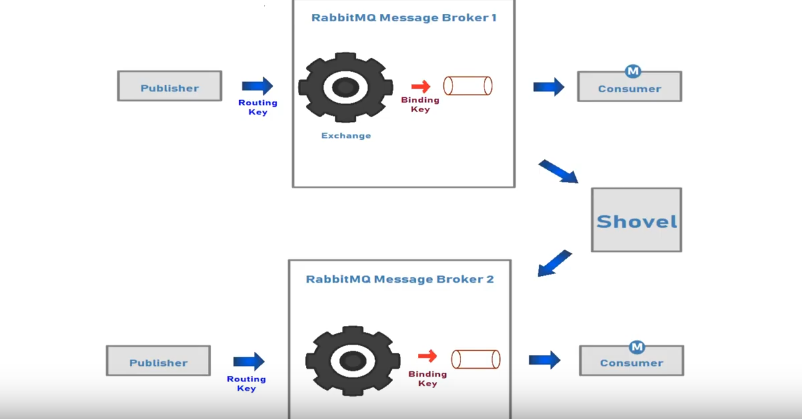 RabbitMQ Message Broker 1
Publisher
Routing
Key
Exchange
Binding
Key
M
Consumer
Shovel
RabbitMQ Message Broker 2
Publisher
Routing
Key
Binding
Key
M
Consumer